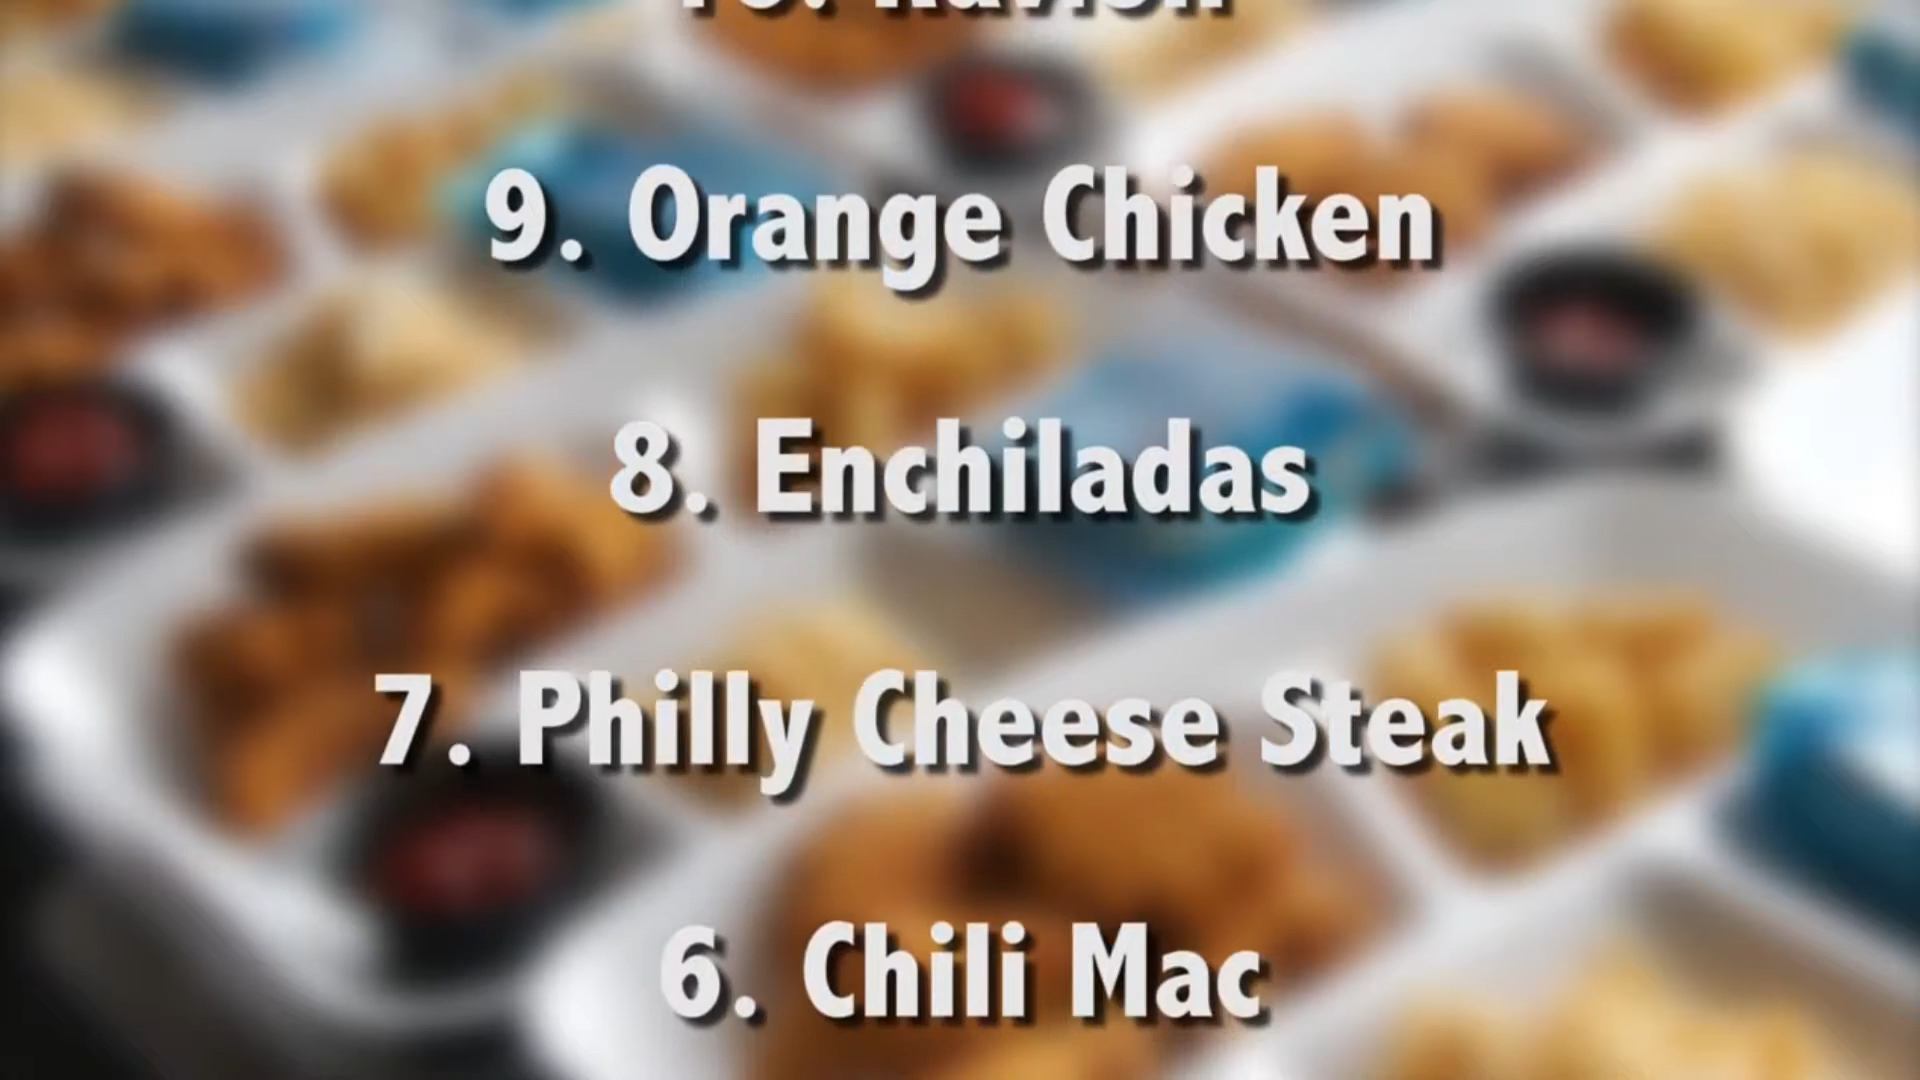 9. Orange Chicken
8. Enchiladas
7. Philly Cheese Steak
6. Chili Mac